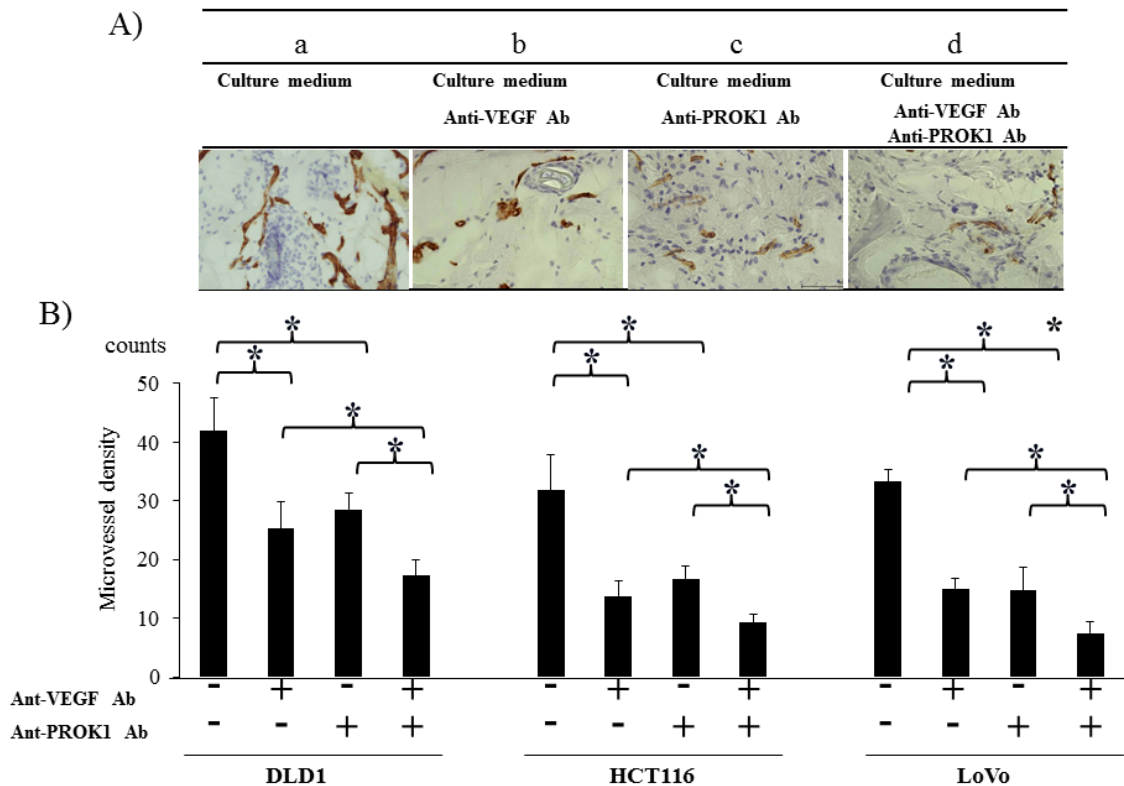 A)
a b c d
Culture medium Culture medium Culture medium Culture medium
Anti-VEGF Ab Anti-PROK1 Ab Anti-VEGF Ab
Anti-PROK1 Ab
B)
counts
* * * * * * *
* * *
* * *
Microvessel density
50
40
30
20
10
0
Ant-VEGF Ab - + - + - + - + - + - +
Ant-PROK1 Ab - - + + - - + + - - + +
DLD1 HCT116 LoVo